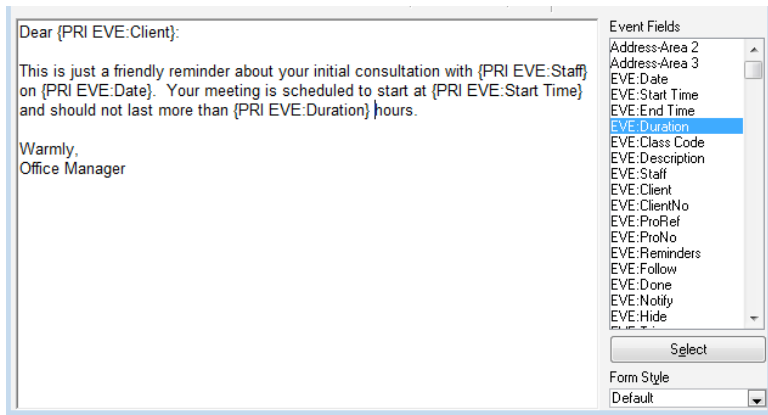 Dear {PRI EVE:Client}:
This is just a friendly reminder about your initial consultation with {PRI EVE:Staff}
on {PRI EVE:Date}.  Your meeting is scheduled to start at {PRI EVE:Start Time}
and should not last more than {PRI EVE:Duration} hours.
Warmly,
Office Manager
Event Fields
Address-Area 2
Address-Area 3
EVE:Date
EVE:Start Time
EVE:End Time
EVE:Duration
EVE:Class Code
EVE:Description
EVE:Staff
EVE:Client
EVE:ClientNo
EVE:ProRef
EVE:ProNo
EVE:Reminders
EVE:Follow
EVE:Done
EVE:Notify
EVE:Hide
Select
Form Style
Default